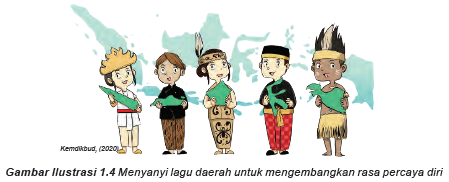 Kemdikbud, (2020)
Gambar Ilustrasi 1.4 Menyanyi lagu daerah untuk mengembangkan rasa percaya diri